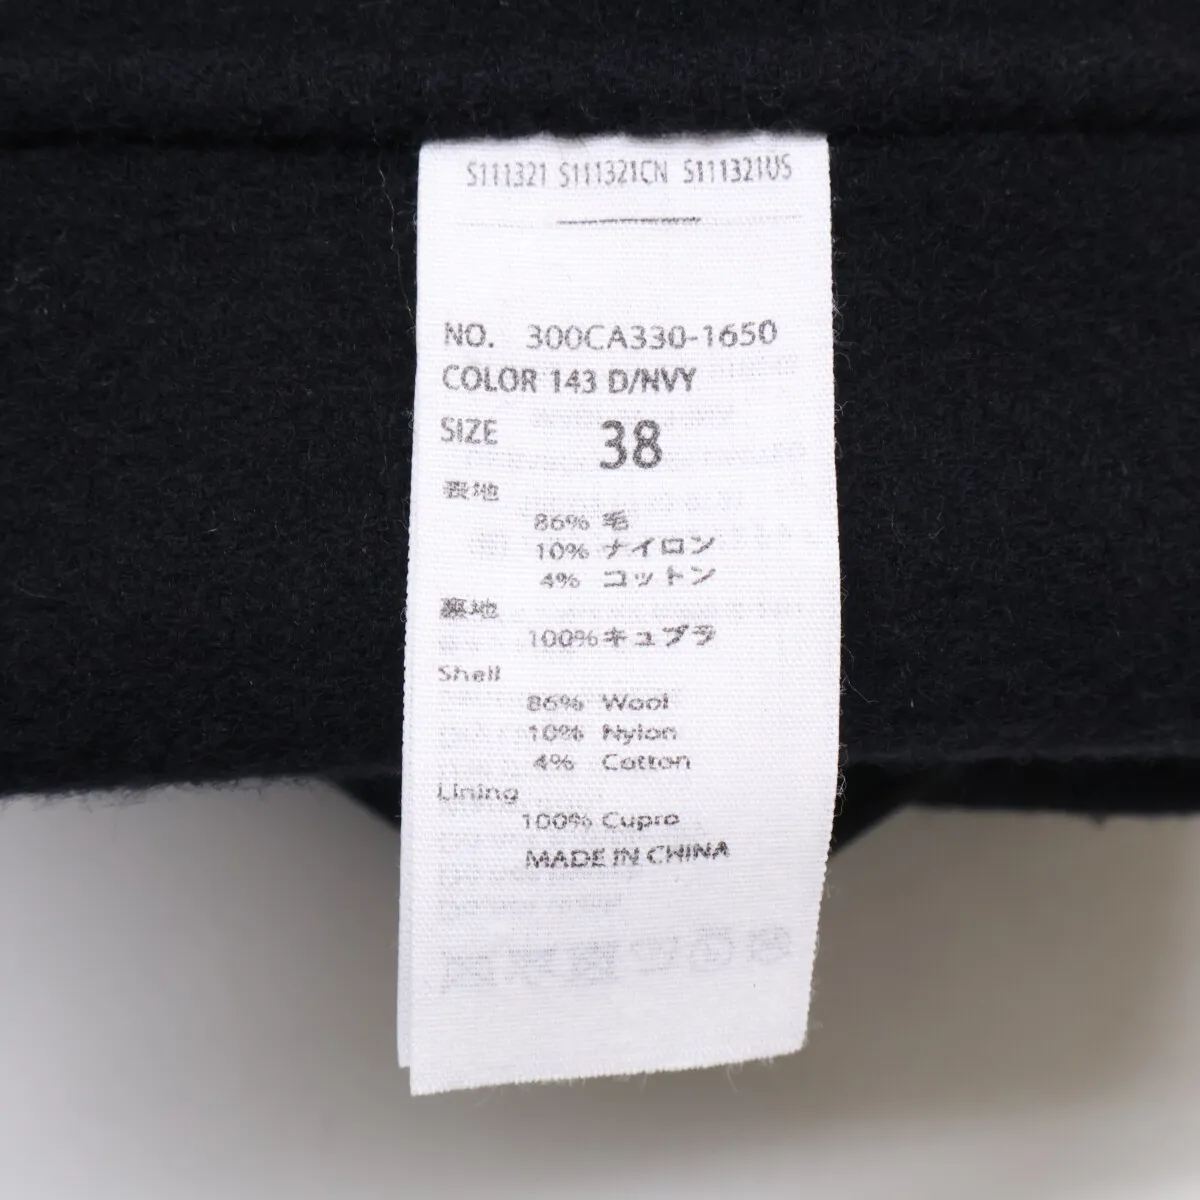 S111321 S111321CN S111321US
NO. 300CA330-1650
COLOR 143 D/NVY
SIZE 38
表地
86% 毛
10% ナイロン
4% コットン
裏地
100%キュプラ
Shell
86% Wool
10% Nylon
4% Cotton
Lining
100% Cupro
MADE IN CHINA